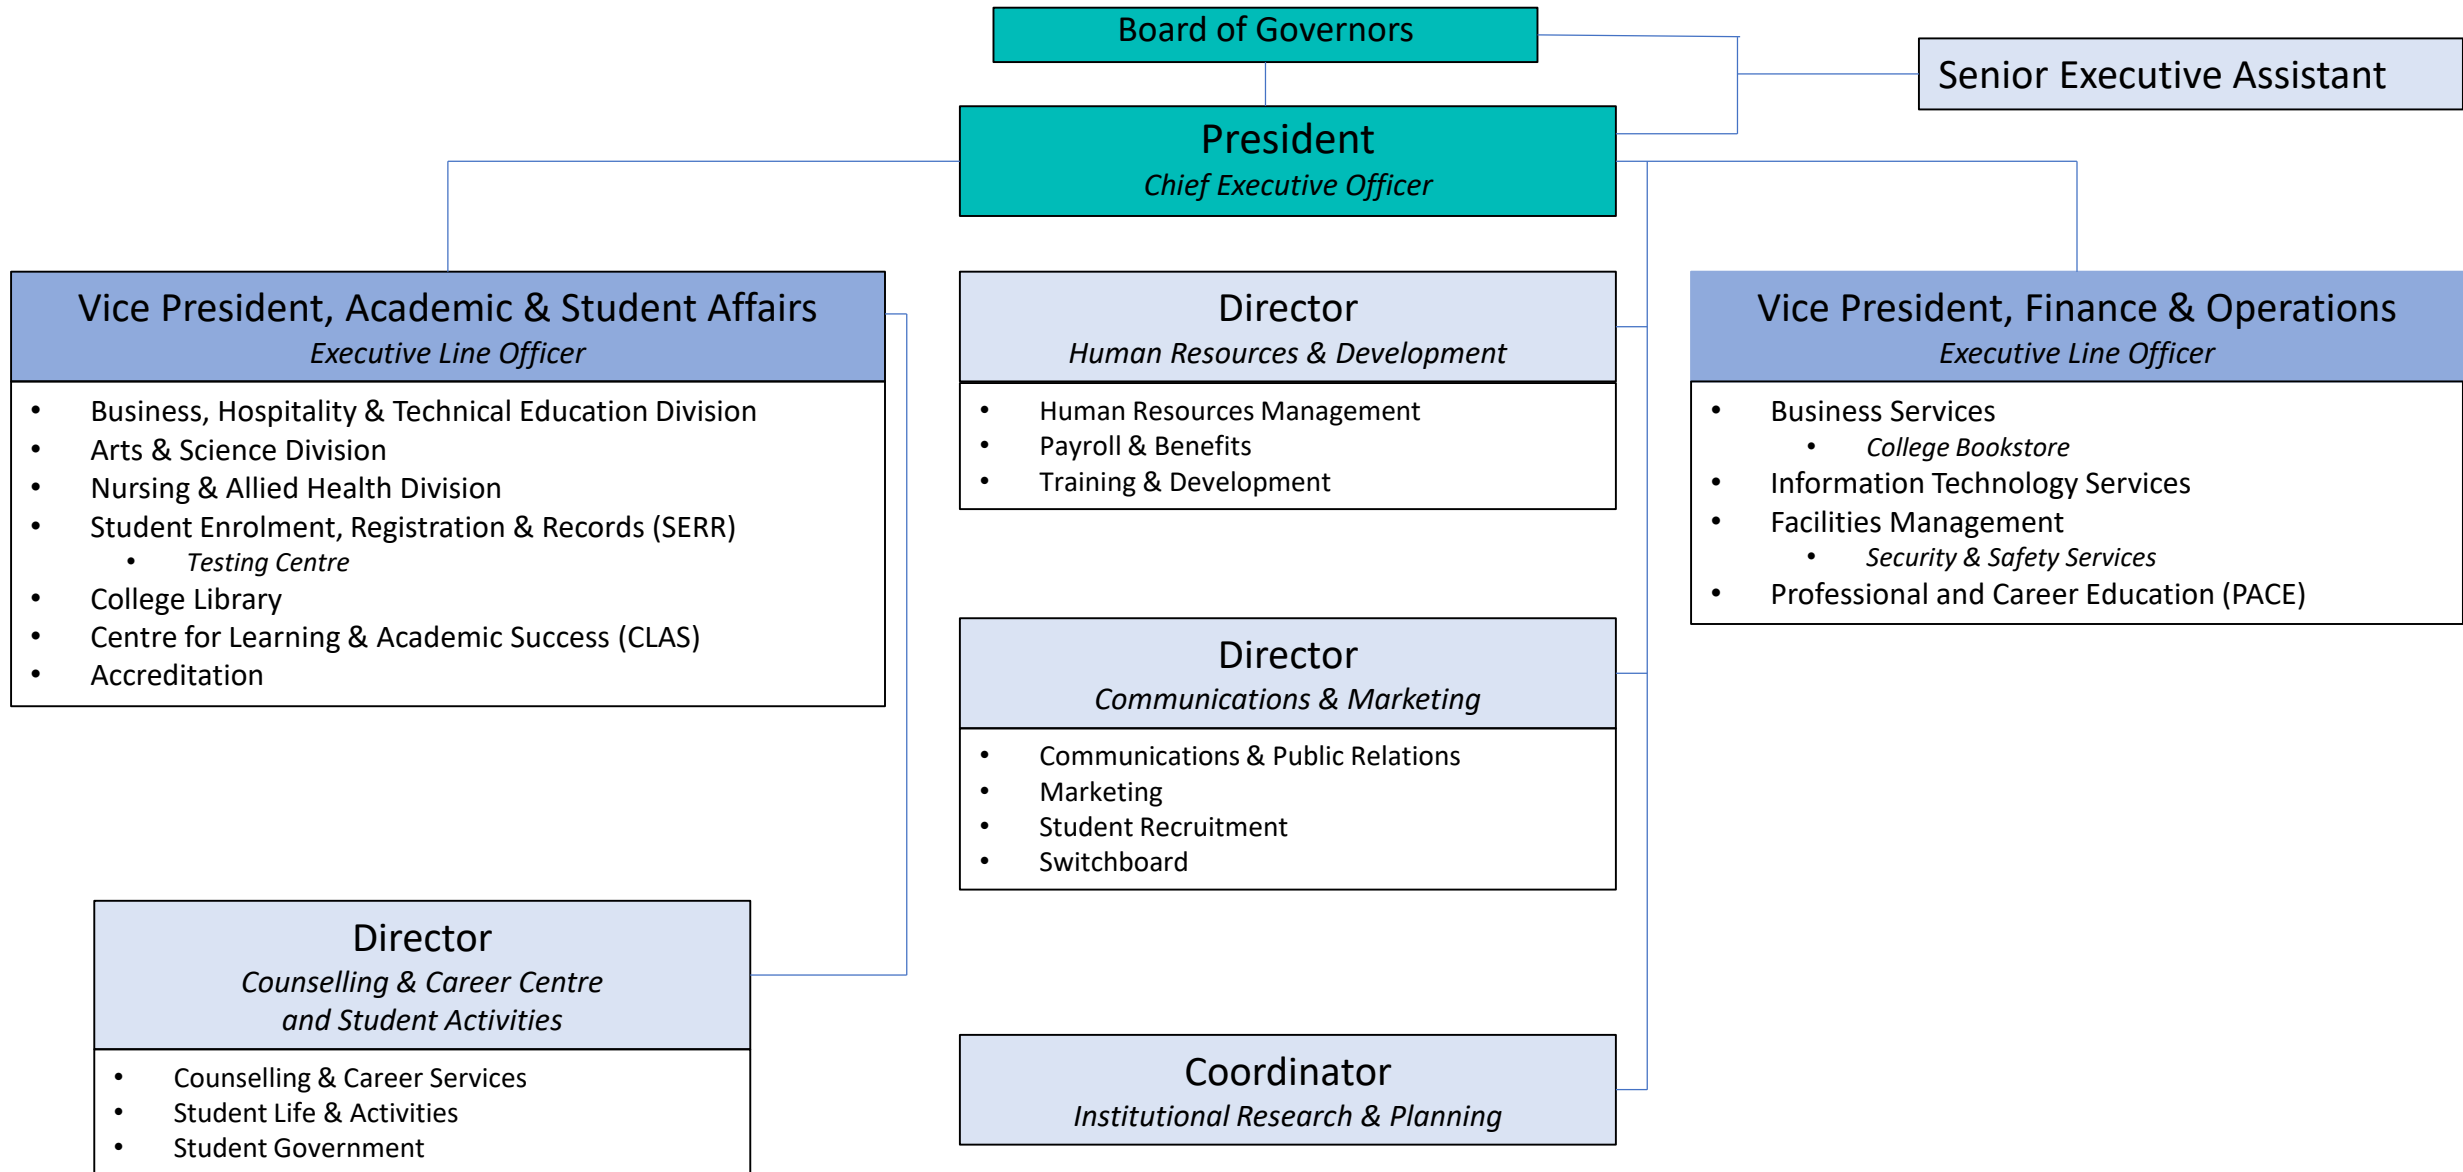 Board of Governors
Senior Executive Assistant
President
Chief Executive Officer
Vice President, Academic & Student Affairs
Executive Line Officer
• Business, Hospitality & Technical Education Division
• Arts & Science Division
• Nursing & Allied Health Division
• Student Enrolment, Registration & Records (SERR)
• Testing Centre
• College Library
• Centre for Learning & Academic Success (CLAS)
• Accreditation
Director
Human Resources & Development
• Human Resources Management
• Payroll & Benefits
• Training & Development
Vice President, Finance & Operations
Executive Line Officer
• Business Services
• College Bookstore
• Information Technology Services
• Facilities Management
• Security & Safety Services
• Professional and Career Education (PACE)
Director
Communications & Marketing
• Communications & Public Relations
• Marketing
• Student Recruitment
• Switchboard
Director
Counselling & Career Centre
and Student Activities
• Counselling & Career Services
• Student Life & Activities
• Student Government
Coordinator
Institutional Research & Planning